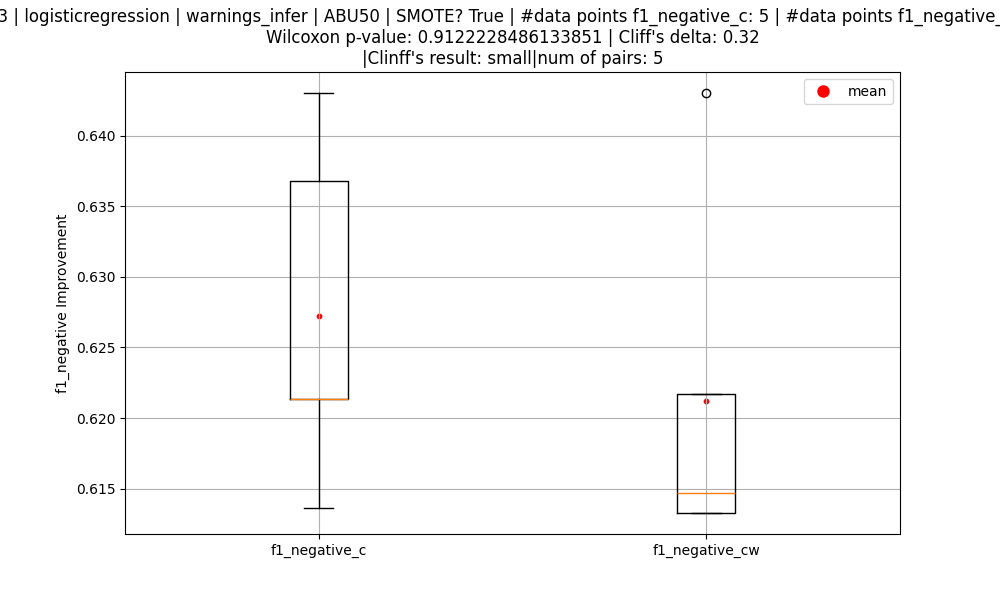 3 | logisticregression | warnings_infer | ABU50 | SMOTE? True | #data points f1_negative_c: 5 | #data points f1_negative_
Wilcoxon p-value: 0.9122228486133851 | Cliff's delta: 0.32
|Clinff's result: small|num of pairs: 5
mean
0.640
0.635
0.630
0.625
0.620
0.615
f1_negative Improvement
f1_negative_c
f1_negative_cw